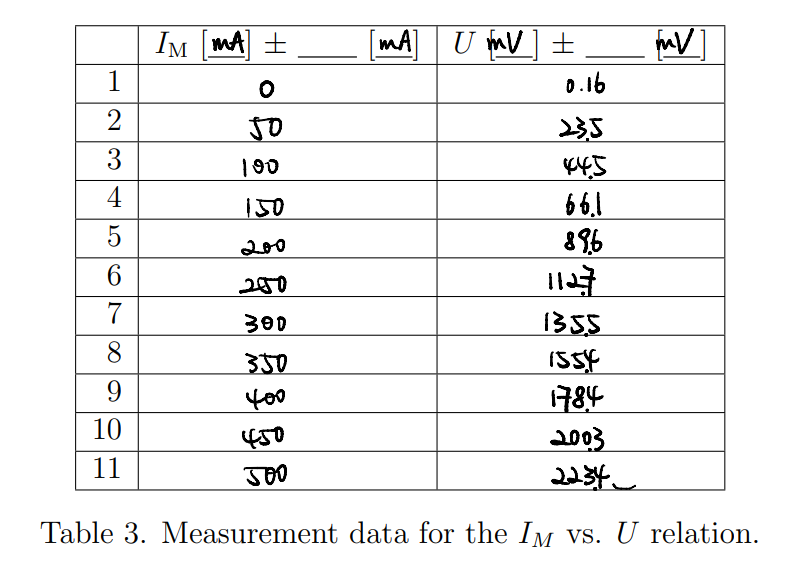 I_M [mA] ± ____ [mA] U [mV] ± ____ [mV]
1 0 0.16
2 50 23.5
3 100 44.5
4 150 66.1
5 200 89.6
6 250 112.7
7 300 135.5
8 350 155.4
9 400 178.4
10 450 200.3
11 500 223.4
Table 3. Measurement data for the I_M vs. U relation.